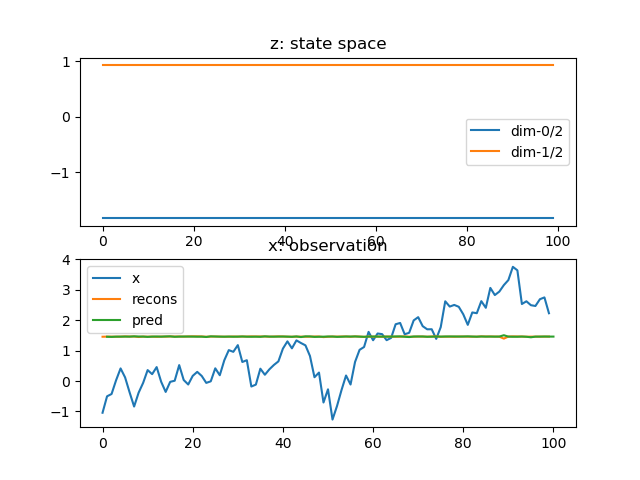 z: state space
1
0
−1
dim-0/2
dim-1/2
0 20 40 60 80 100
x: observation
4
3
2
1
0
−1
x
recons
pred
0 20 40 60 80 100